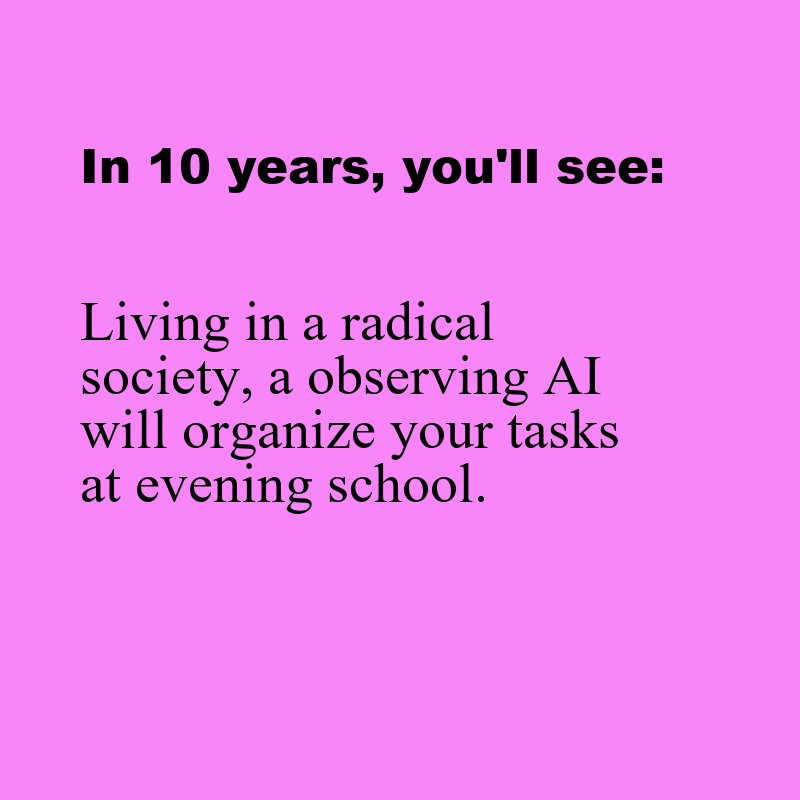 In 10 years, you'll see:
Living in a radical
society, a observing AI
will organize your tasks
at evening school.